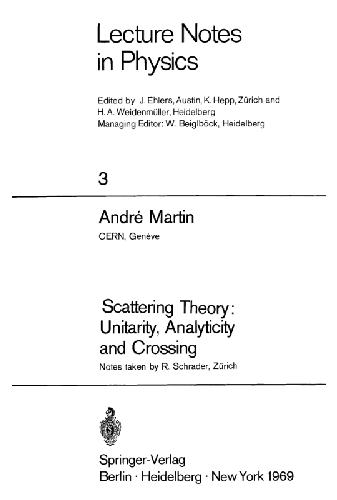 Lecture Notes
in Physics
Edited by J. Ehlers, Austin, K. Hepp, Zürich and
H. A. Weidenmüller, Heidelberg
Managing Editor: W. Beiglböck, Heidelberg
3
André Martin
CERN, Genève
Scattering Theory:
Unitarity, Analyticity
and Crossing
Notes taken by R. Schrader, Zürich
Springer-Verlag
Berlin · Heidelberg · New York 1969